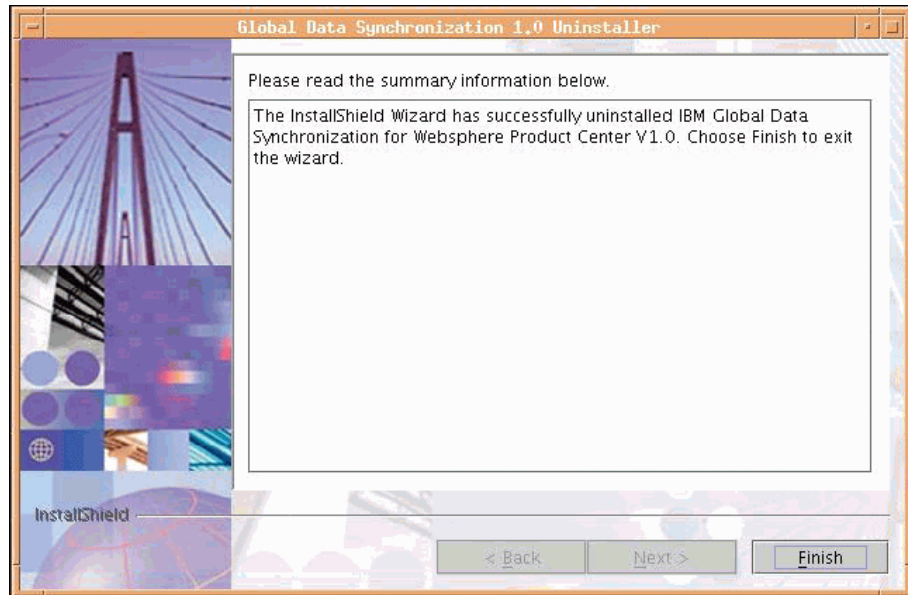 Global Data Synchronization 1.0 Uninstaller
Please read the summary information below.
The InstallShield Wizard has successfully uninstalled IBM Global Data
Synchronization for Websphere Product Center V1.0. Choose Finish to exit
the wizard.
InstallShield
< Back
Next >
Finish